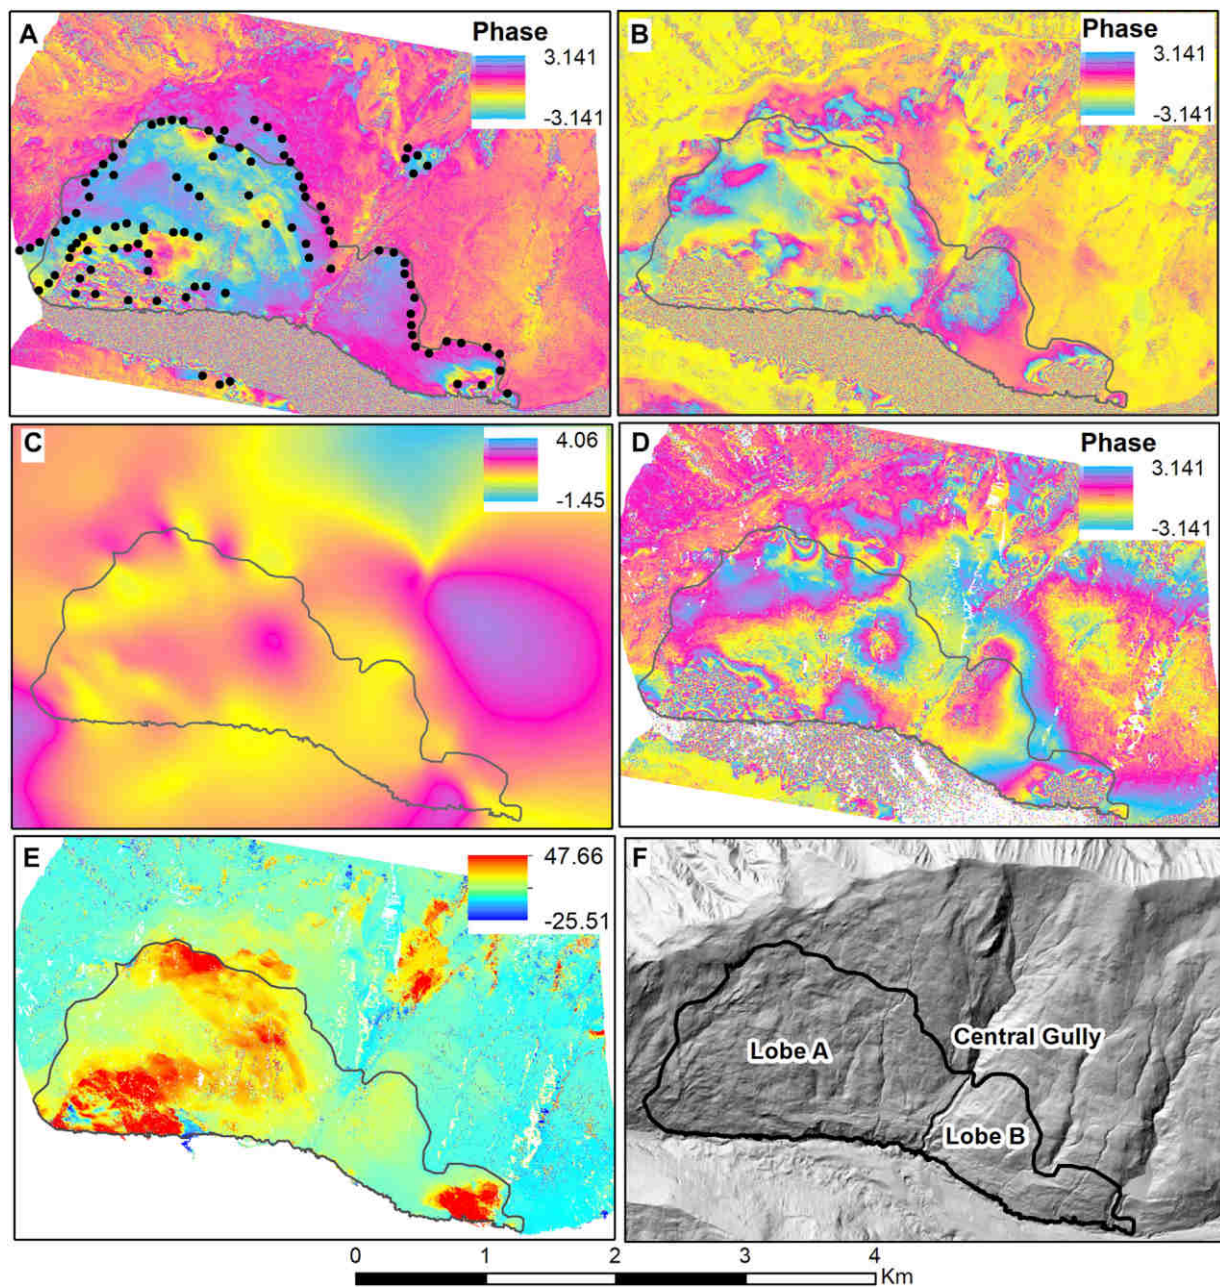 A
Phase
3.141
-3.141
B
Phase
3.141
-3.141
C
4.06
-1.45
D
Phase
3.141
-3.141
E
47.66
-25.51
F
Lobe A
Central Gully
Lobe B
0 1 2 3 4
Km